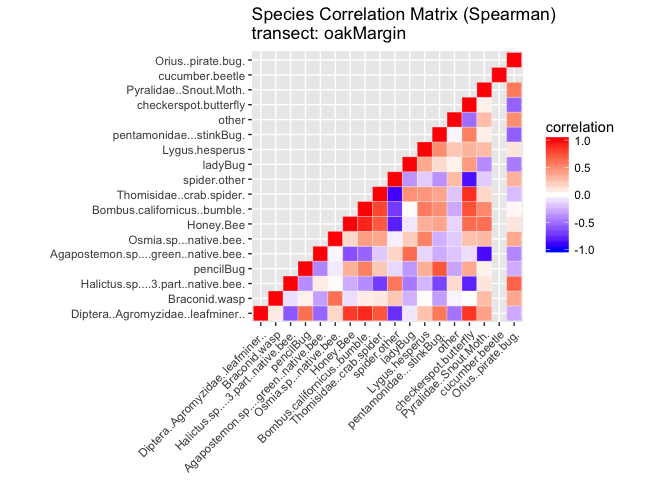 Species Correlation Matrix (Spearman)
transect: oakMargin
Orius..pirate.bug.
cucumber.beetle
Pyralidae..Snout.Moth.
checkerspot.butterfly
other
pentamonidae...stinkBug.
Lygus.hesperus
ladyBug
spider.other
Thomisidae..crab.spider.
Bombus.californicus..bumble.
Honey.Bee
Osmia.sp...native.bee.
Agapostemon.sp....green..native.bee.
pencilBug
Halictus.sp....3.part..native.bee.
Braconid.wasp
Diptera..Agromyzidae..leafminer..
correlation
1.0
0.5
0.0
-0.5
-1.0
Diptera..Agromyzidae..leafminer..
Braconid.wasp
Halictus.sp....3.part..native.bee.
pencilBug
Agapostemon.sp....green..native.bee.
Osmia.sp...native.bee.
Honey.Bee
Bombus.californicus..bumble.
Thomisidae..crab.spider.
spider.other
ladyBug
Lygus.hesperus
pentamonidae...stinkBug.
other
checkerspot.butterfly
Pyralidae..Snout.Moth.
cucumber.beetle
Orius..pirate.bug.